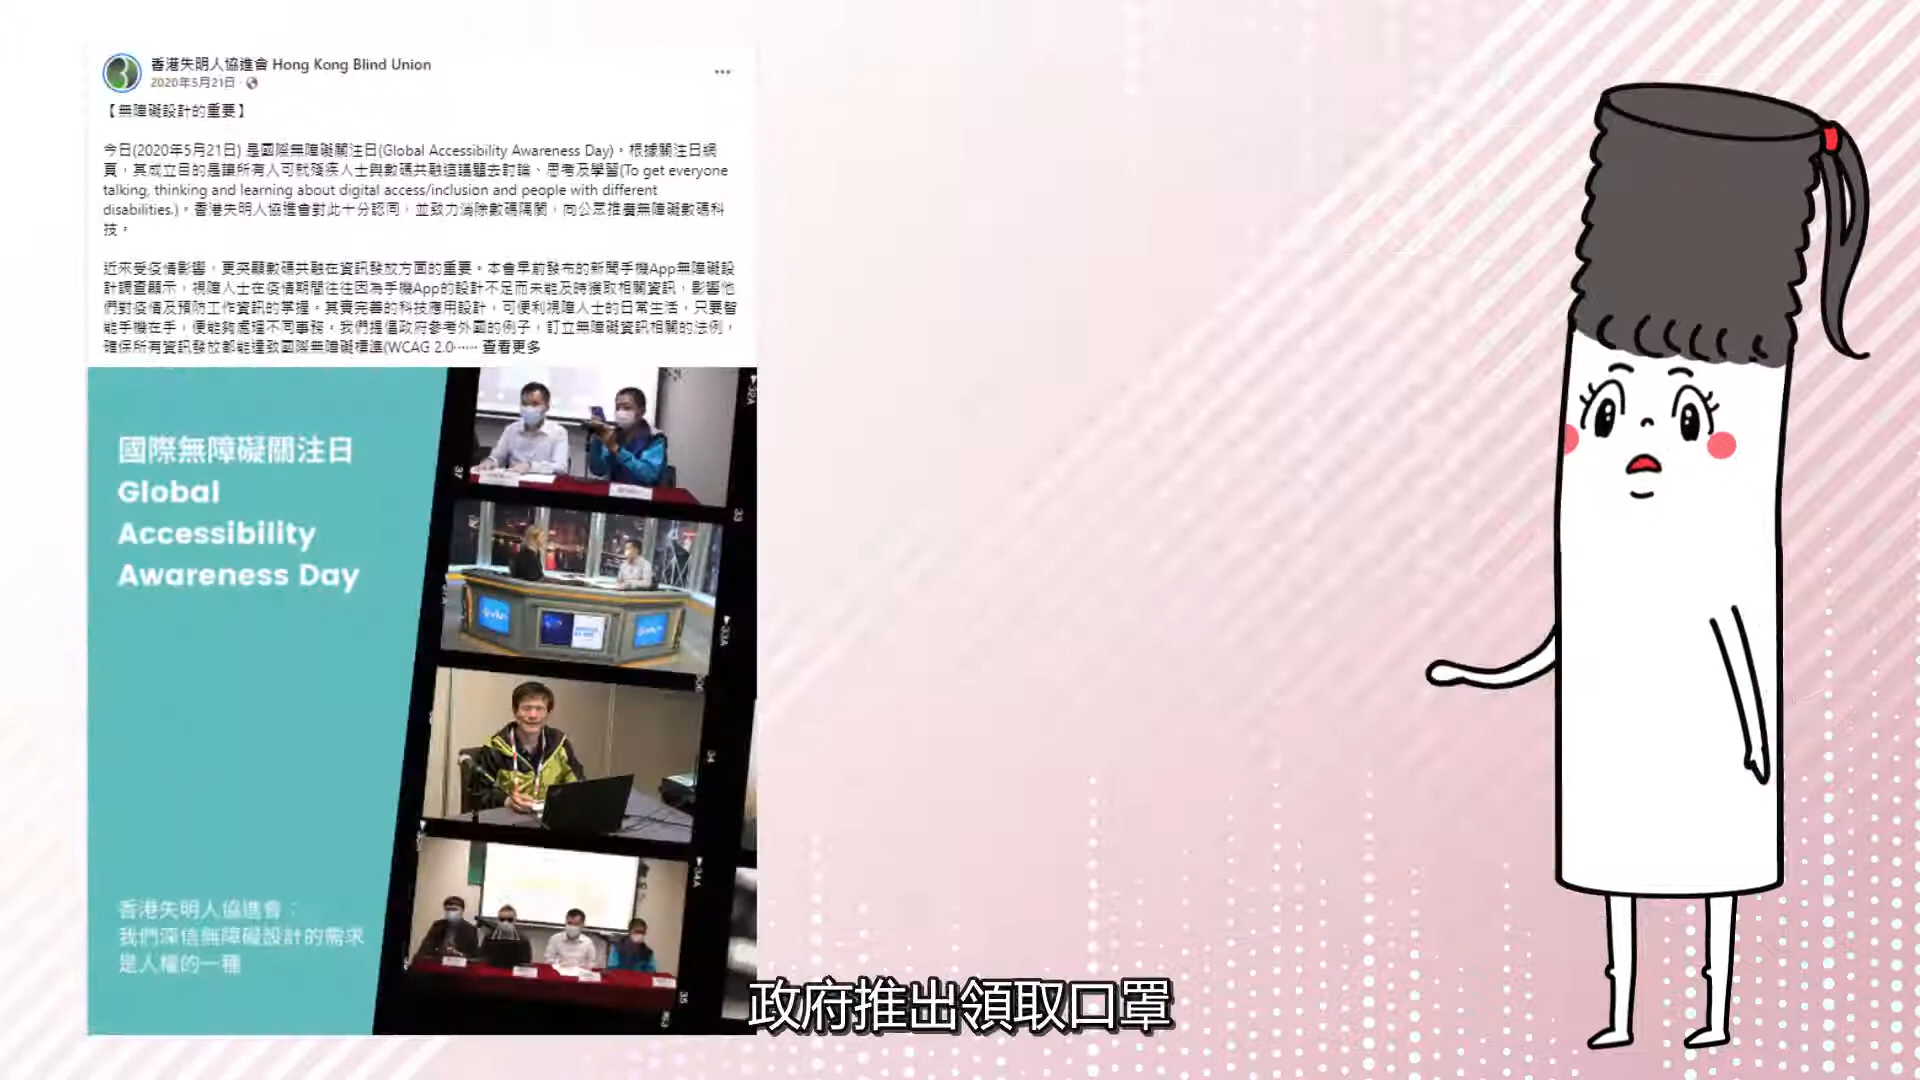 香港失明人協進會 Hong Kong Blind Union
2020年5月21日
【無障礙設計的重要】
今日(2020年5月21日) 是國際無障礙關注日(Global Accessibility Awareness Day)。根據關注日網
頁，其成立目的是讓所有人可就殘疾人士與數碼共融這議題去討論、思考及學習(To get everyone
talking, thinking and learning about digital access/inclusion and people with different
disabilities.)。香港失明人協進會對此十分認同，並致力消除數碼隔閡，向公眾推廣無障礙數碼科
技。
近來受疫情影響，更突顯數碼共融在資訊發放方面的重要。本會早前發布的新聞手機App無障礙設
計調查顯示，視障人士在疫情期間往往因為手機App的設計不足而未能及時獲取相關資訊，影響他
們對疫情及預防工作資訊的掌握。其實完善的科技應用設計，可便利視障人士的日常生活，只要智
能手機在手，便能夠處理不同事務。我們提倡政府參考外國的例子，訂立無障礙資訊相關的法例，
確保所有資訊發放都能達致國際無障礙標準(WCAG 2.0…… 查看更多
國際無障礙關注日
Global
Accessibility
Awareness Day
香港失明人協進會：
我們深信無障礙設計的需求
是人權的一種
32A
37
33
33A
34
34A
35
政府推出領取口罩